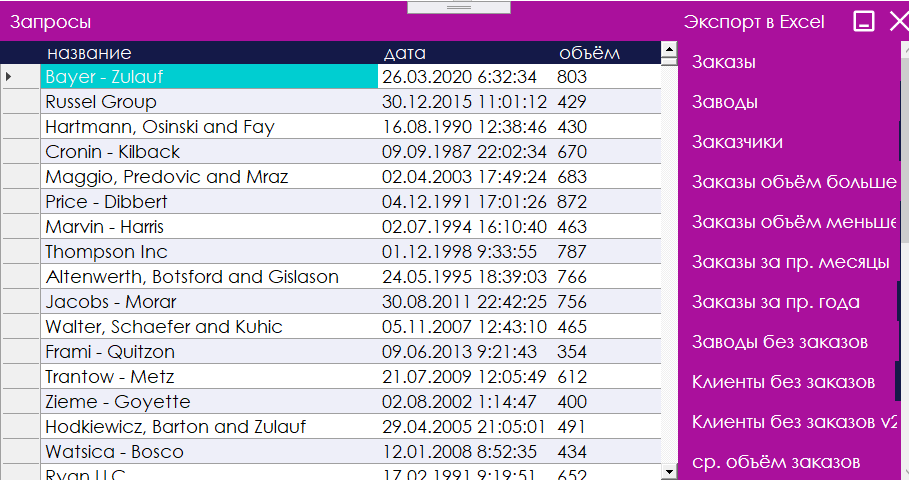 Запросы
Экспорт в Excel
название дата объём
Bayer - Zulauf 26.03.2020 6:32:34 803
Russel Group 30.12.2015 11:01:12 429
Hartmann, Osinski and Fay 16.08.1990 12:38:46 430
Cronin - Kilback 09.09.1987 22:02:34 670
Maggio, Predovic and Mraz 02.04.2003 17:49:24 683
Price - Dibbert 04.12.1991 17:01:26 872
Marvin - Harris 02.07.1994 16:10:40 463
Thompson Inc 01.12.1998 9:33:55 787
Altenwerth, Botsford and Gislason 24.05.1995 18:39:03 766
Jacobs - Morar 30.08.2011 22:42:25 756
Walter, Schaefer and Kuhic 05.11.2007 12:43:10 465
Frami - Quitzon 09.06.2013 9:21:43 354
Trantow - Metz 21.07.2009 12:05:49 612
Zieme - Goyette 02.08.2002 1:14:47 400
Hodkiewicz, Barton and Zulauf 29.04.2005 21:05:01 491
Watsica - Bosco 12.01.2008 8:52:35 434
Ryan LLC 17.02.1991 9:19:51 652
Заказы
Заводы
Заказчики
Заказы объём больше
Заказы объём меньше
Заказы за пр. месяцы
Заказы за пр. года
Заводы без заказов
Клиенты без заказов
Клиенты без заказов v2
ср. объём заказов